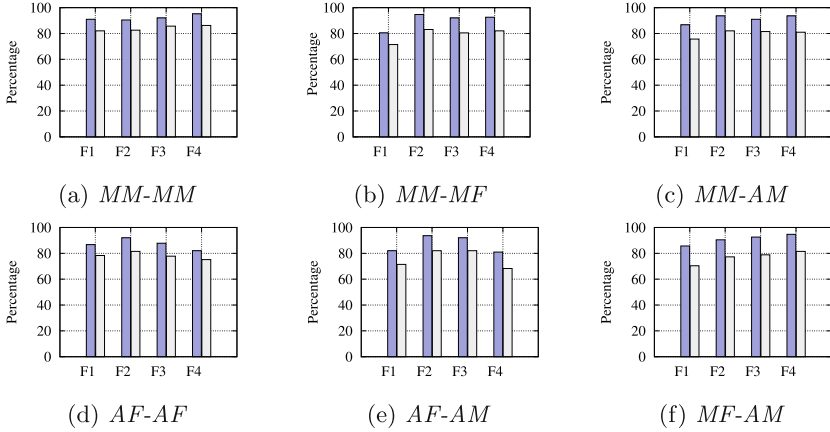 Percentage
100
80
60
40
20
0
F1 F2 F3 F4
(a) MM-MM
Percentage
100
80
60
40
20
0
F1 F2 F3 F4
(b) MM-MF
Percentage
100
80
60
40
20
0
F1 F2 F3 F4
(c) MM-AM
Percentage
100
80
60
40
20
0
F1 F2 F3 F4
(d) AF-AF
Percentage
100
80
60
40
20
0
F1 F2 F3 F4
(e) AF-AM
Percentage
100
80
60
40
20
0
F1 F2 F3 F4
(f) MF-AM